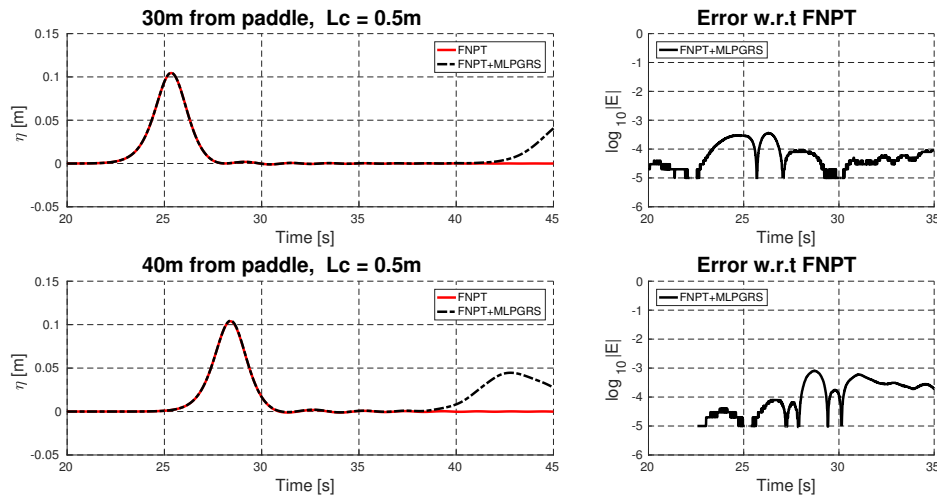 30m from paddle, Lc = 0.5m
0.15
0.1
0.05
0
-0.05
η [m]
20 25 30 35 40 45
Time [s]
FNPT
FNPT+MLPGRS
Error w.r.t FNPT
0
-1
-2
-3
-4
-5
-6
log 10 |E|
20 25 30 35
Time [s]
FNPT+MLPGRS
40m from paddle, Lc = 0.5m
0.15
0.1
0.05
0
-0.05
η [m]
20 25 30 35 40 45
Time [s]
FNPT
FNPT+MLPGRS
Error w.r.t FNPT
0
-1
-2
-3
-4
-5
-6
log 10 |E|
20 25 30 35
Time [s]
FNPT+MLPGRS